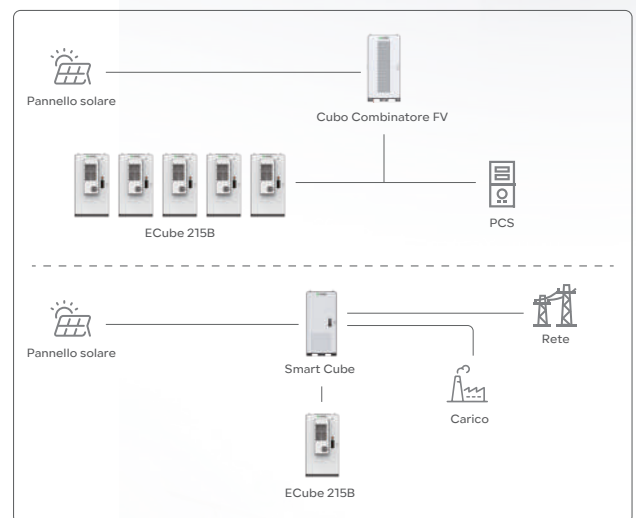 Pannello solare
Cubo Combinatore FV
ECube 215B
PCS
Pannello solare
Smart Cube
Rete
Carico
ECube 215B